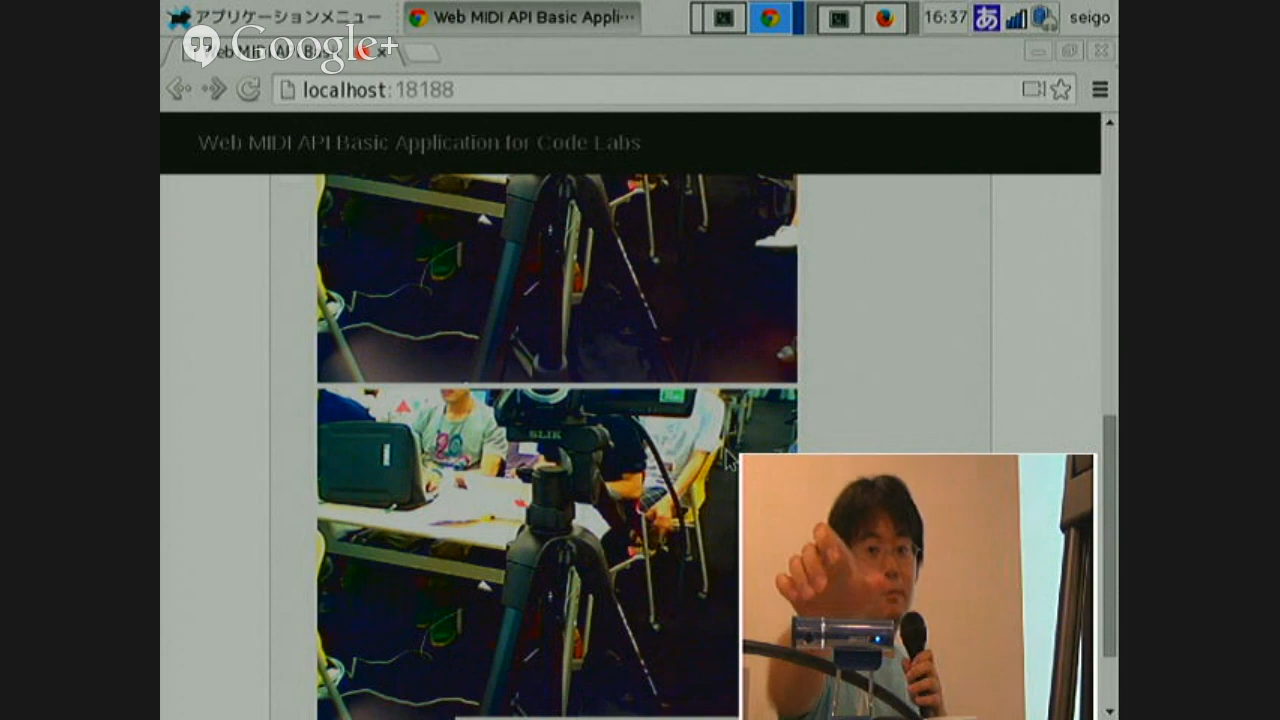 アプリケーションメニュー
Web MIDI API Basic Appli…
16:37
あ
seigo
Google+
localhost:18188
Web MIDI API Basic Application for Code Labs
SLIK